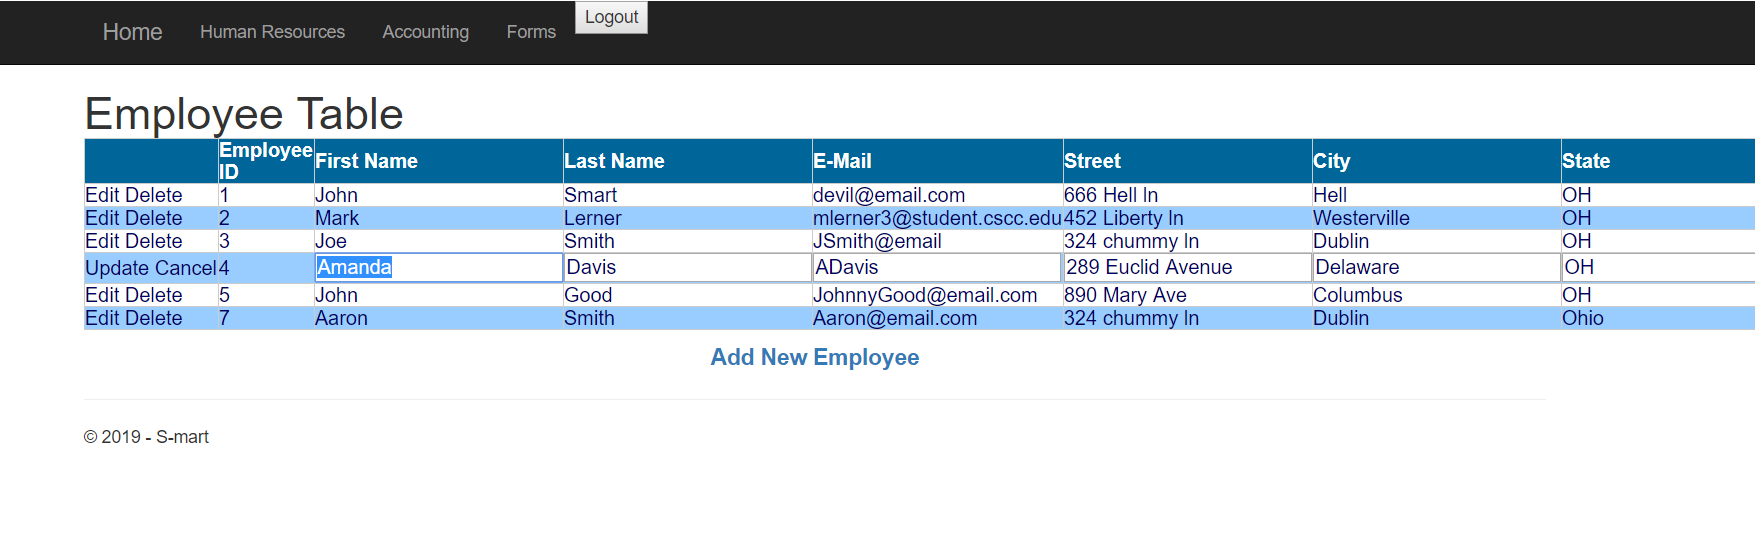 Home Human Resources Accounting Forms Logout
Employee Table
Employee ID First Name Last Name E-Mail Street City State
Edit Delete 1 John Smart devil@email.com 666 Hell ln Hell OH
Edit Delete 2 Mark Lerner mlerner3@student.cscc.edu 452 Liberty ln Westerville OH
Edit Delete 3 Joe Smith JSmith@email 324 chummy ln Dublin OH
Update Cancel 4 Amanda Davis ADavis 289 Euclid Avenue Delaware OH
Edit Delete 5 John Good JohnnyGood@email.com 890 Mary Ave Columbus OH
Edit Delete 7 Aaron Smith Aaron@email.com 324 chummy ln Dublin Ohio
Add New Employee
© 2019 - S-mart